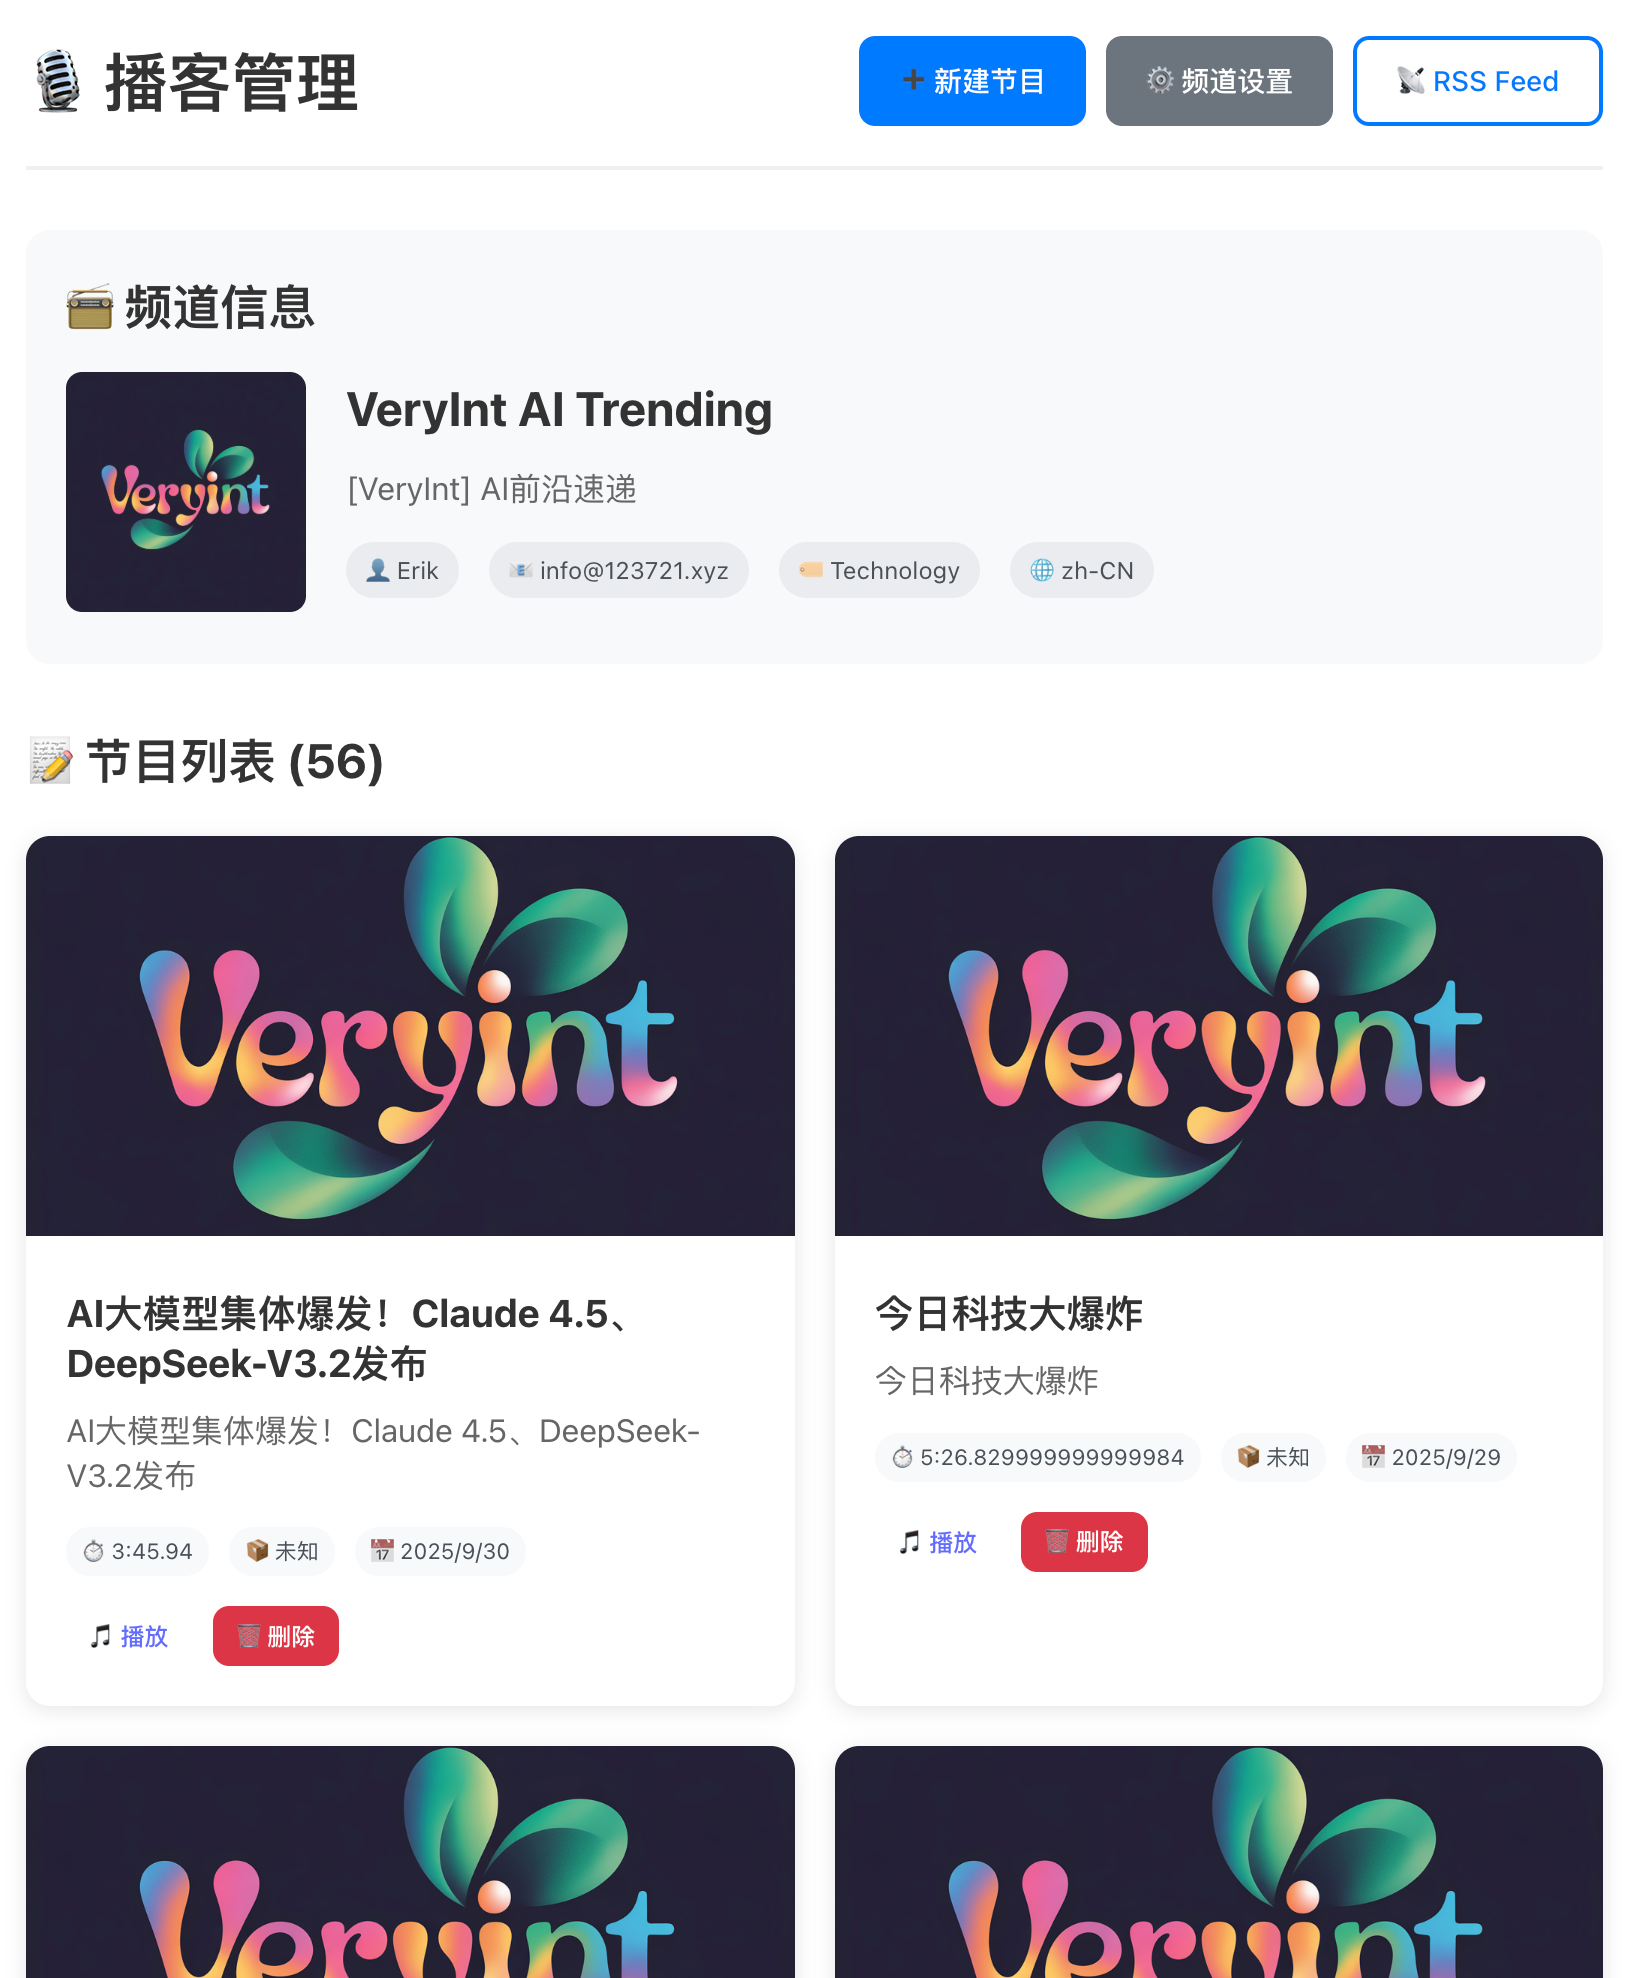 播客管理
新建节目
频道设置
RSS Feed
频道信息
Veryint
VeryInt AI Trending
[VeryInt] AI前沿速递
Erik
info@123721.xyz
Technology
zh-CN
节目列表 (56)
Veryint
AI大模型集体爆发！Claude 4.5、
DeepSeek-V3.2发布
AI大模型集体爆发！Claude 4.5、DeepSeek-
V3.2发布
3:45.94
未知
2025/9/30
播放
删除
Veryint
今日科技大爆炸
今日科技大爆炸
5:26.829999999999984
未知
2025/9/29
播放
删除
Veryint
Veryint